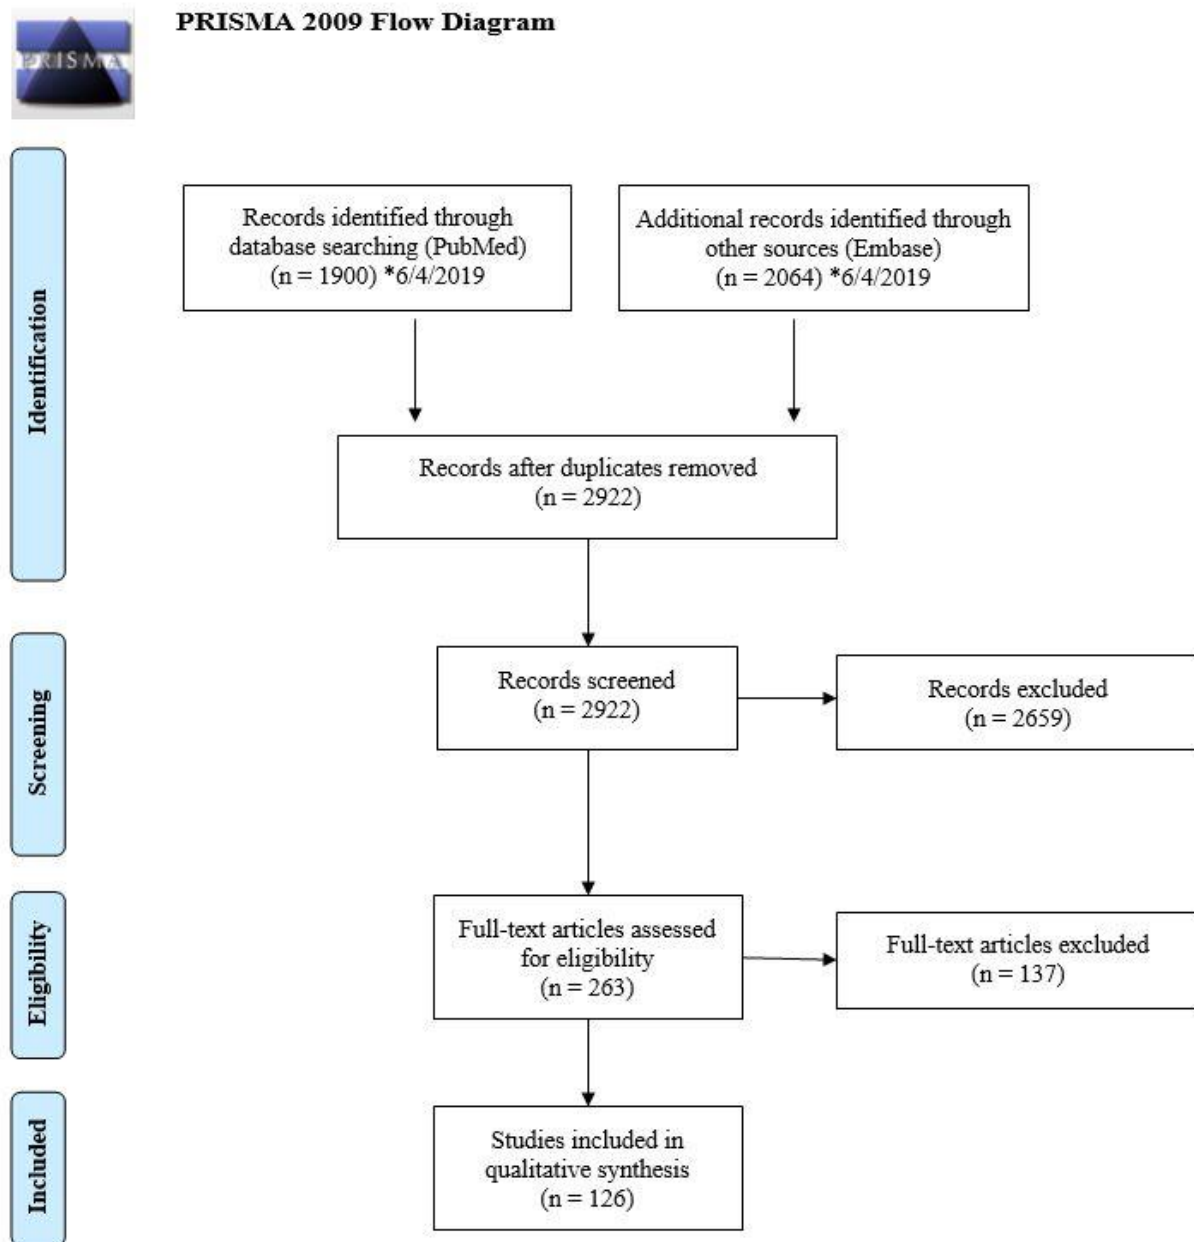 PRISMA 2009 Flow Diagram
PRISMA
Identification
Records identified through
database searching (PubMed)
(n = 1900) *6/4/2019
Additional records identified through
other sources (Embase)
(n = 2064) *6/4/2019
Records after duplicates removed
(n = 2922)
Screening
Records screened
(n = 2922)
Records excluded
(n = 2659)
Eligibility
Full-text articles assessed
for eligibility
(n = 263)
Full-text articles excluded
(n = 137)
Included
Studies included in
qualitative synthesis
(n = 126)